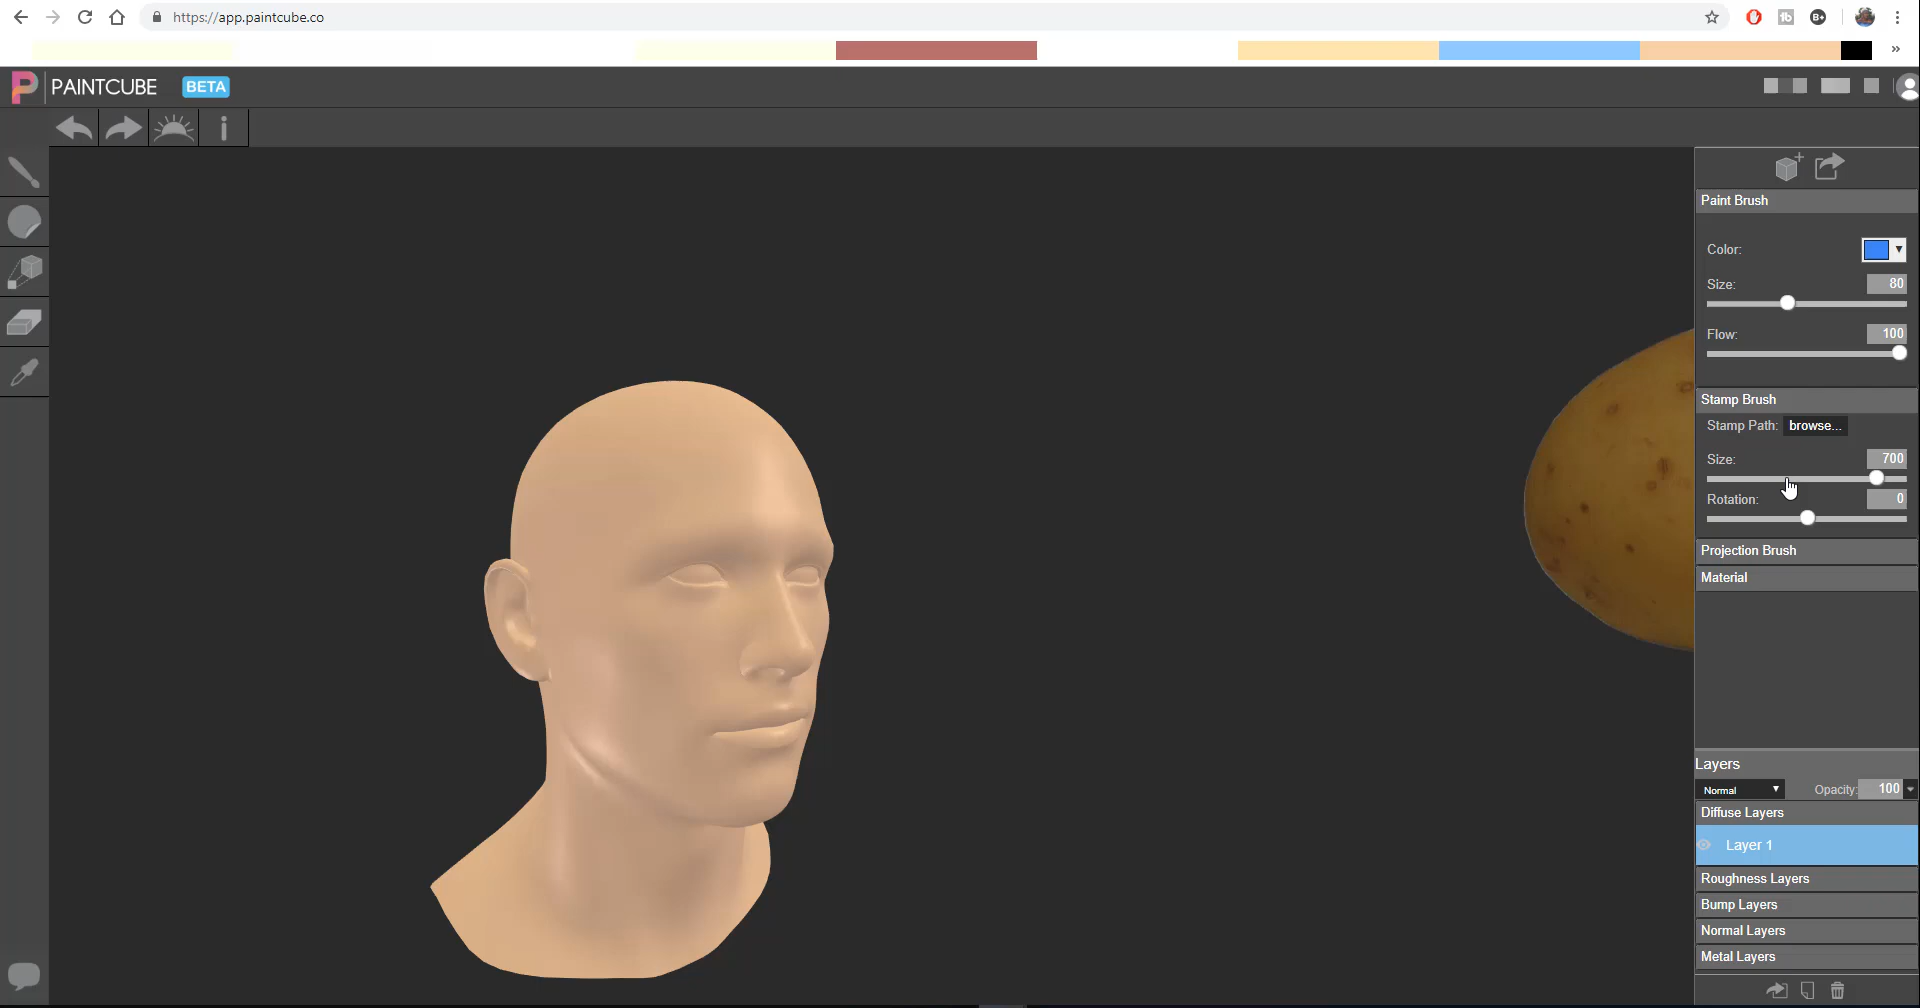 https://app.paintcube.co
PAINTCUBE BETA
Paint Brush
Color:
Size: 80
Flow: 100
Stamp Brush
Stamp Path: browse...
Size: 700
Rotation: 0
Projection Brush
Material
Layers
Normal Opacity: 100
Diffuse Layers
Layer 1
Roughness Layers
Bump Layers
Normal Layers
Metal Layers